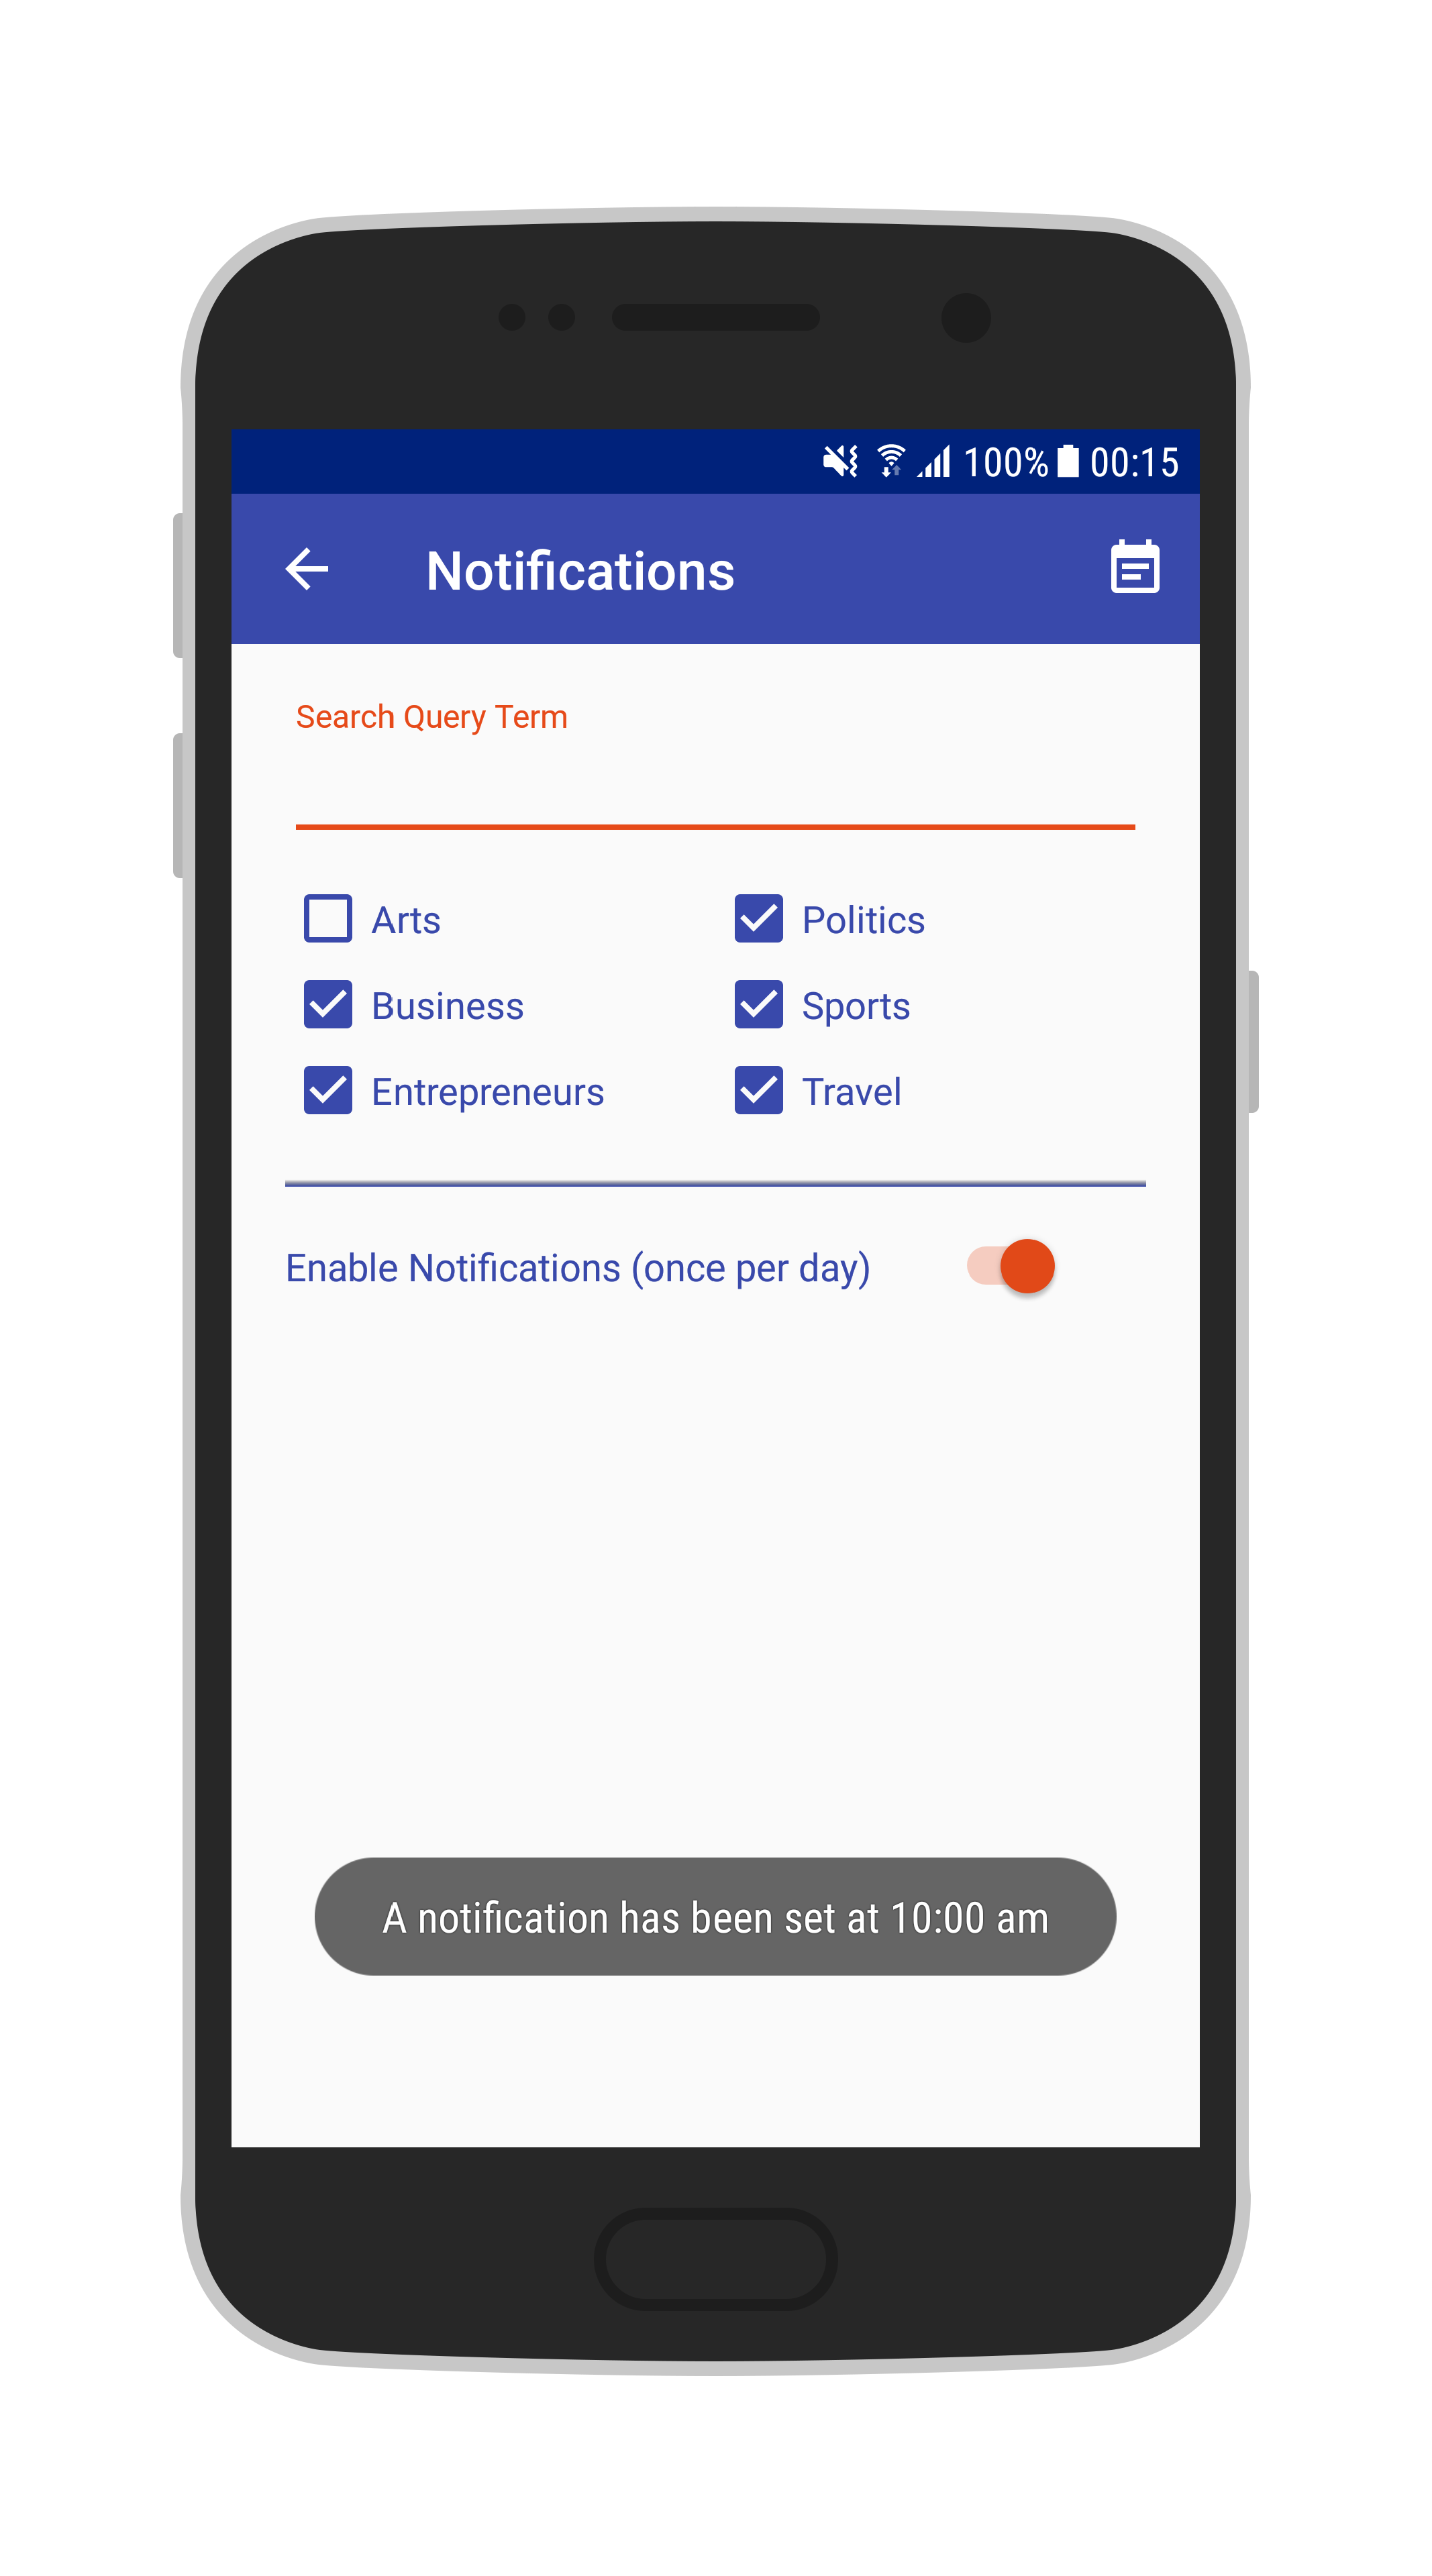 100% 00:15
Notifications
Search Query Term
Arts Politics
Business Sports
Entrepreneurs Travel
Enable Notifications (once per day)
A notification has been set at 10:00 am